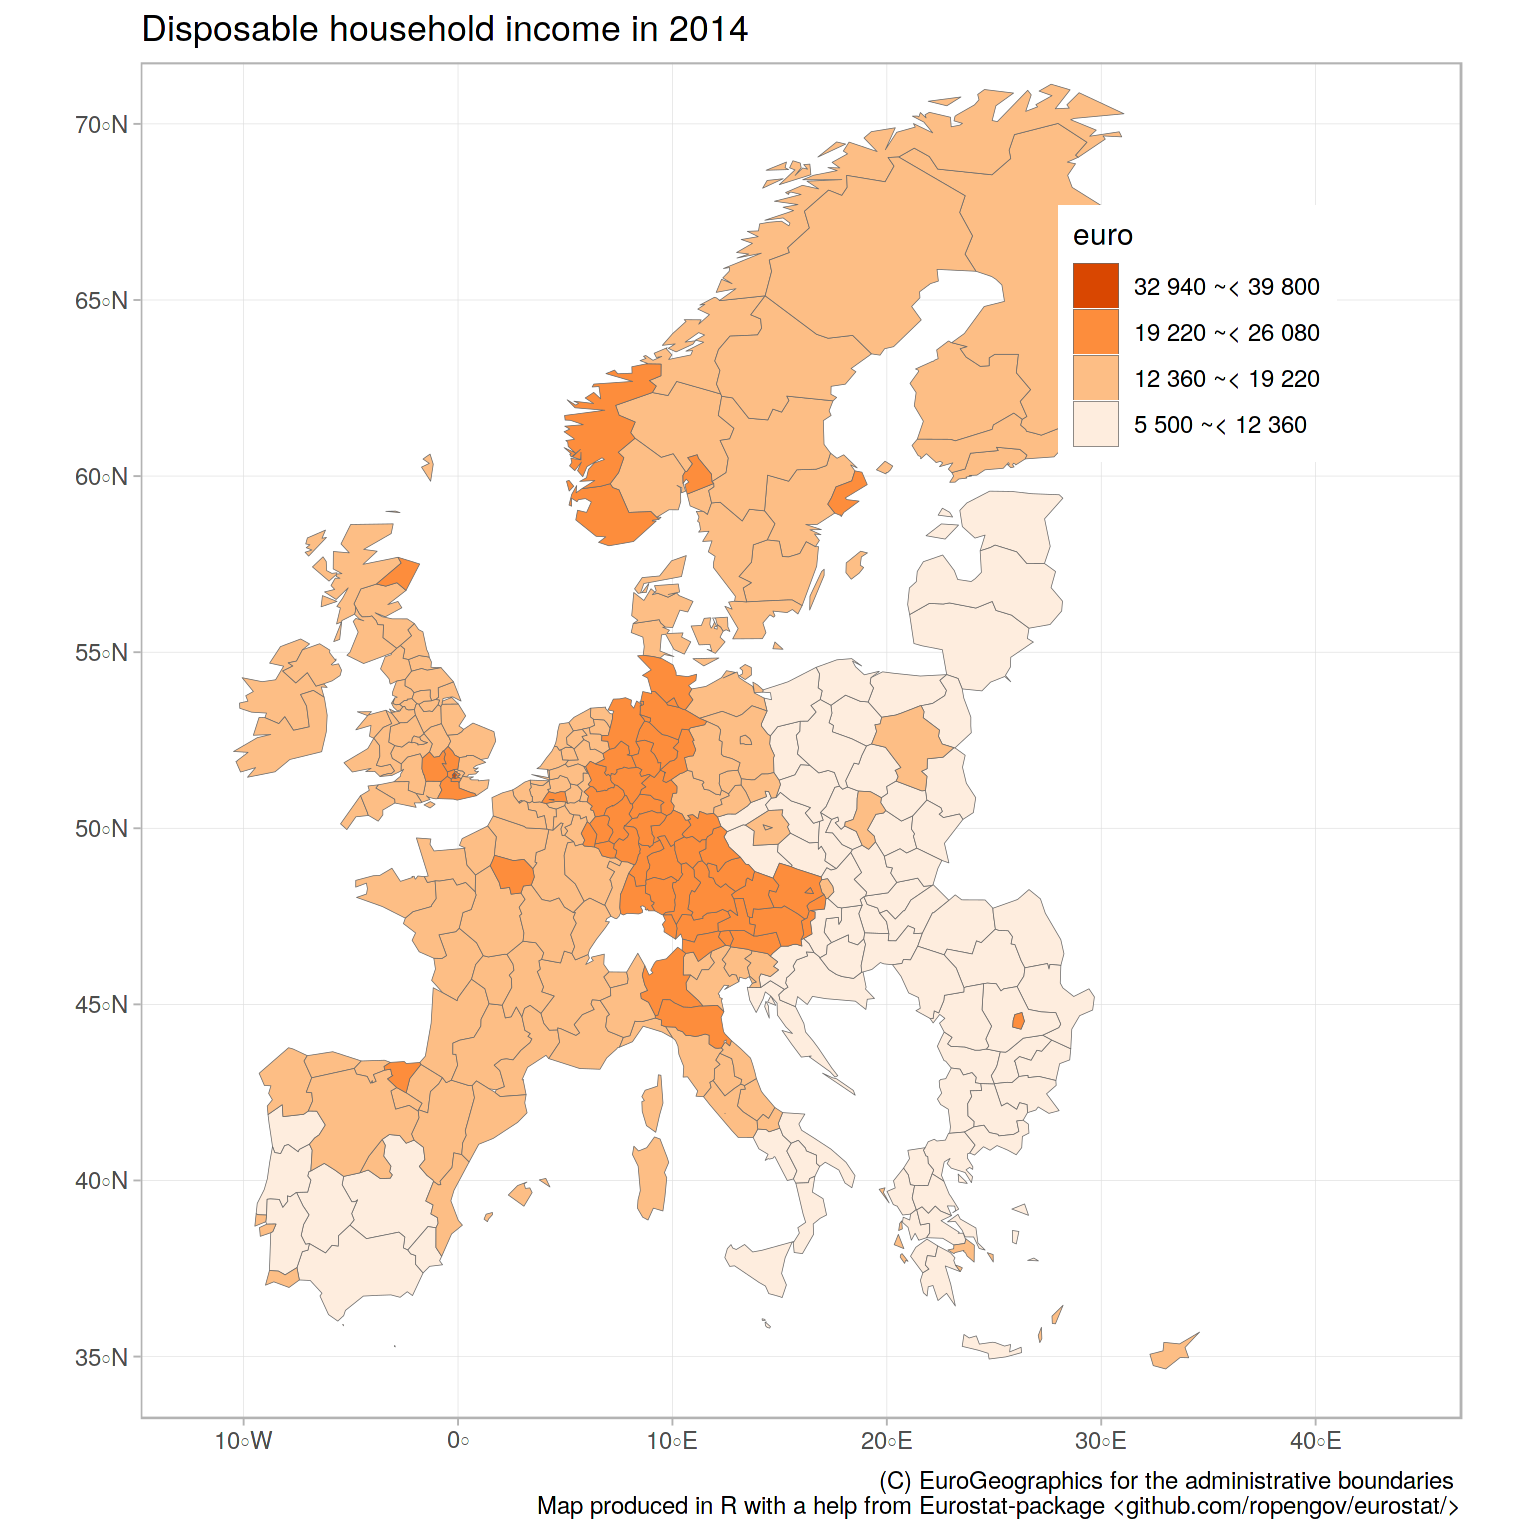 Disposable household income in 2014
70◦N
65◦N
60◦N
55◦N
50◦N
45◦N
40◦N
35◦N
euro
32 940 ~< 39 800
19 220 ~< 26 080
12 360 ~< 19 220
5 500 ~< 12 360
10◦W
0◦
10◦E
20◦E
30◦E
40◦E
(C) EuroGeographics for the administrative boundaries
Map produced in R with a help from Eurostat-package <github.com/ropengov/eurostat/>